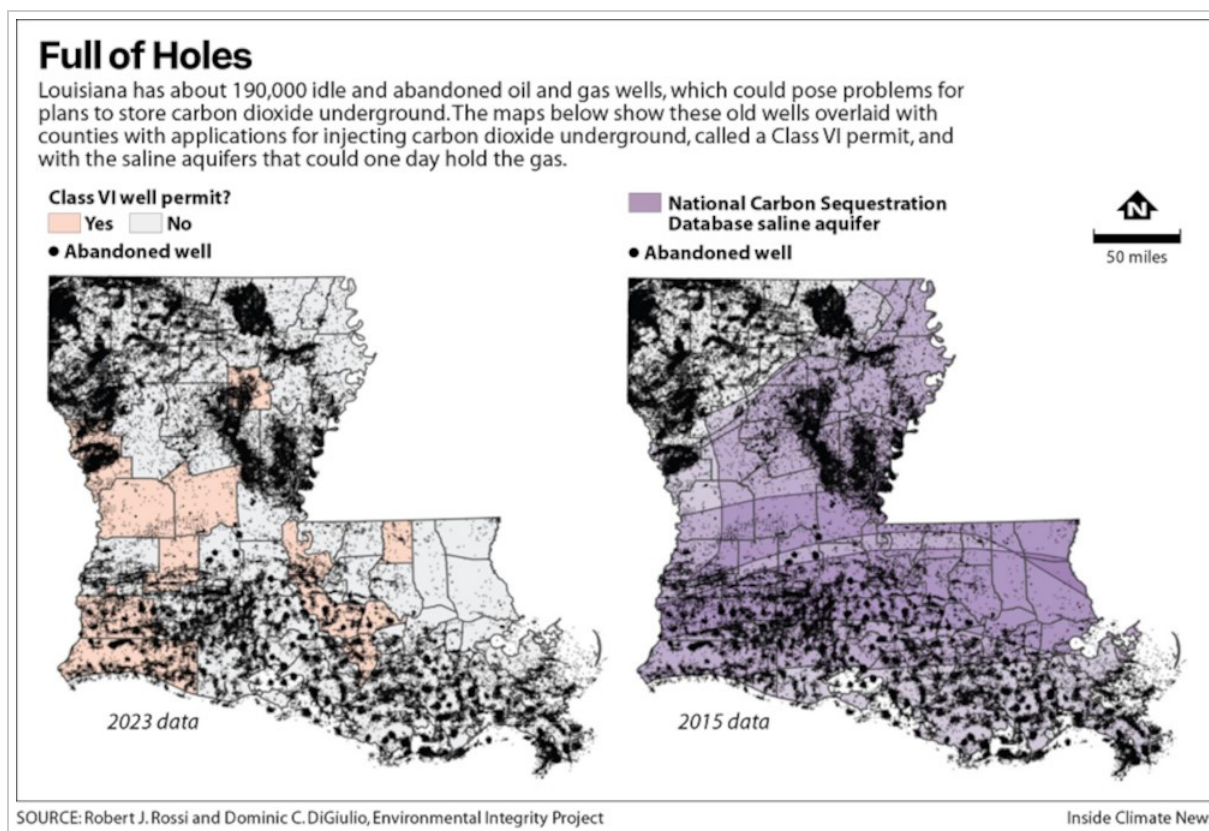 Full of Holes
Louisiana has about 190,000 idle and abandoned oil and gas wells, which could pose problems for
plans to store carbon dioxide underground. The maps below show these old wells overlaid with
counties with applications for injecting carbon dioxide underground, called a Class VI permit, and
with the saline aquifers that could one day hold the gas.
Class VI well permit?
Yes No
Abandoned well
2023 data
National Carbon Sequestration
Database saline aquifer
Abandoned well
N
50 miles
2015 data
SOURCE: Robert J. Rossi and Dominic C. DiGiulio, Environmental Integrity Project
Inside Climate New